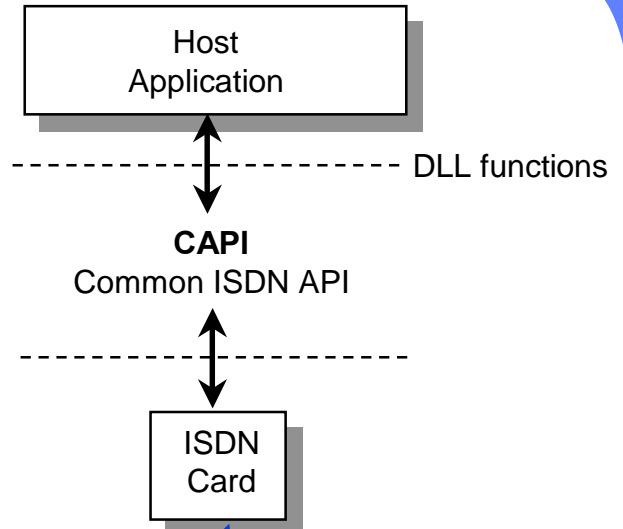 Host
Application
DLL functions
CAPI
Common ISDN API
ISDN
Card